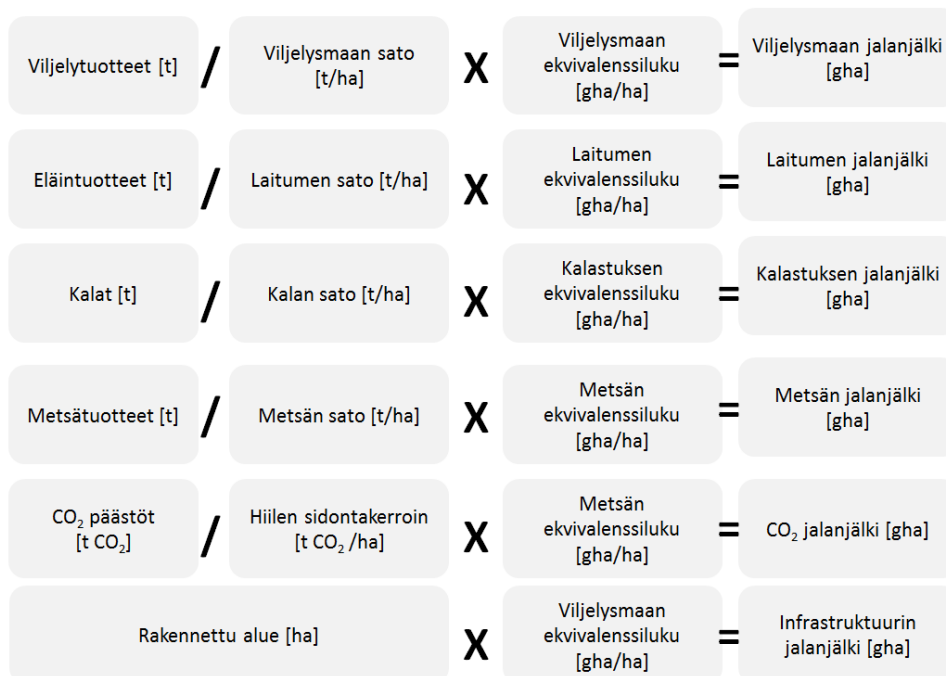 Viljelytuotteet [t]
/
Viljelysmaan sato
[t/ha]
X
Viljelysmaan
ekvivalenssiluku
[gha/ha]
=
Viljelysmaan jalanjälki
[gha]
Eläintuotteet [t]
/
Laitumen sato [t/ha]
X
Laitumen
ekvivalenssiluku
[gha/ha]
=
Laitumen jalanjälki
[gha]
Kalat [t]
/
Kalan sato [t/ha]
X
Kalastuksen
ekvivalenssiluku
[gha/ha]
=
Kalastuksen jalanjälki
[gha]
Metsätuotteet [t]
/
Metsän sato [t/ha]
X
Metsän
ekvivalenssiluku
[gha/ha]
=
Metsän jalanjälki
[gha]
CO₂ päästöt
[t CO₂]
/
Hiilen sidontakerroin
[t CO₂ /ha]
X
Metsän
ekvivalenssiluku
[gha/ha]
=
CO₂ jalanjälki [gha]
Rakennettu alue [ha]
X
Viljelysmaan
ekvivalenssiluku
[gha/ha]
=
Infrastruktuurin
jalanjälki [gha]